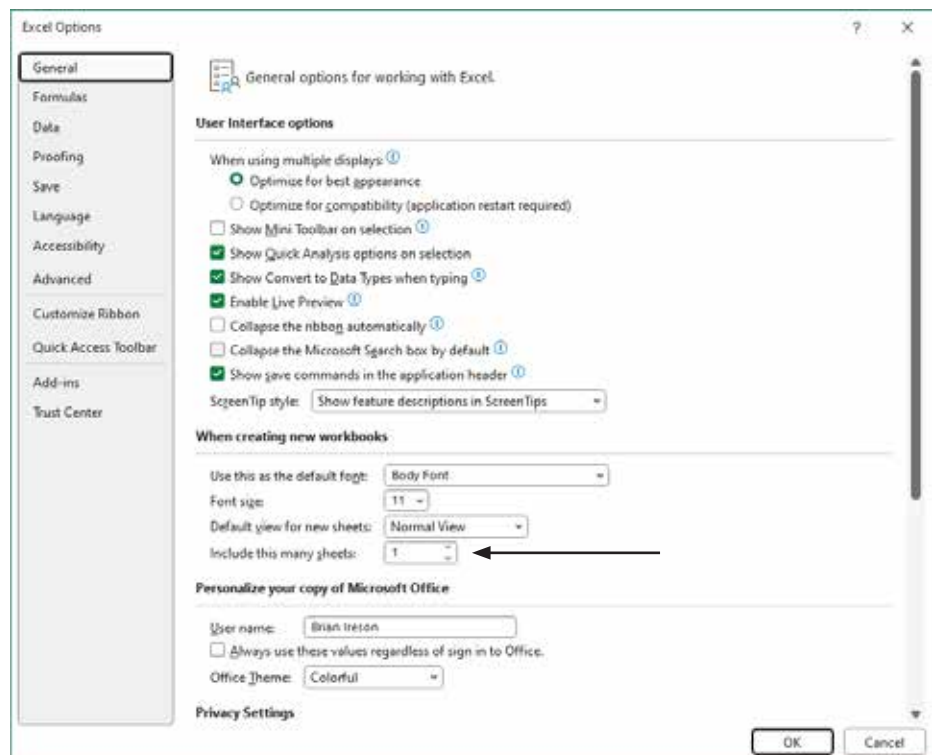 Excel Options
?
General
Formulas
Data
Proofing
Save
Language
Accessibility
Advanced
Customize Ribbon
Quick Access Toolbar
Add-ins
Trust Center
General options for working with Excel.
User Interface options
When using multiple displays:
Optimize for best appearance
Optimize for compatibility (application restart required)
Show Mini Toolbar on selection
Show Quick Analysis options on selection
Show Convert to Data Types when typing
Enable Live Preview
Collapse the ribbon automatically
Collapse the Microsoft Search box by default
Show save commands in the application header
ScreenTip style: Show feature descriptions in ScreenTips
When creating new workbooks
Use this as the default font: Body Font
Font size: 11
Default view for new sheets: Normal View
Include this many sheets: 1
Personalize your copy of Microsoft Office
User name: Brian Ireson
Always use these values regardless of sign in to Office.
Office Theme: Colorful
Privacy Settings
OK Cancel